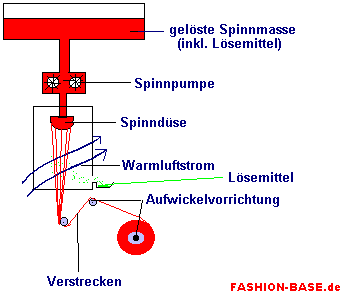 gelöste Spinnmasse
(inkl. Lösemittel)
Spinnpumpe
Spinndüse
Warmluftstrom
Lösemittel
Aufwickelvorrichtung
Verstrecken
FASHION-BASE.de